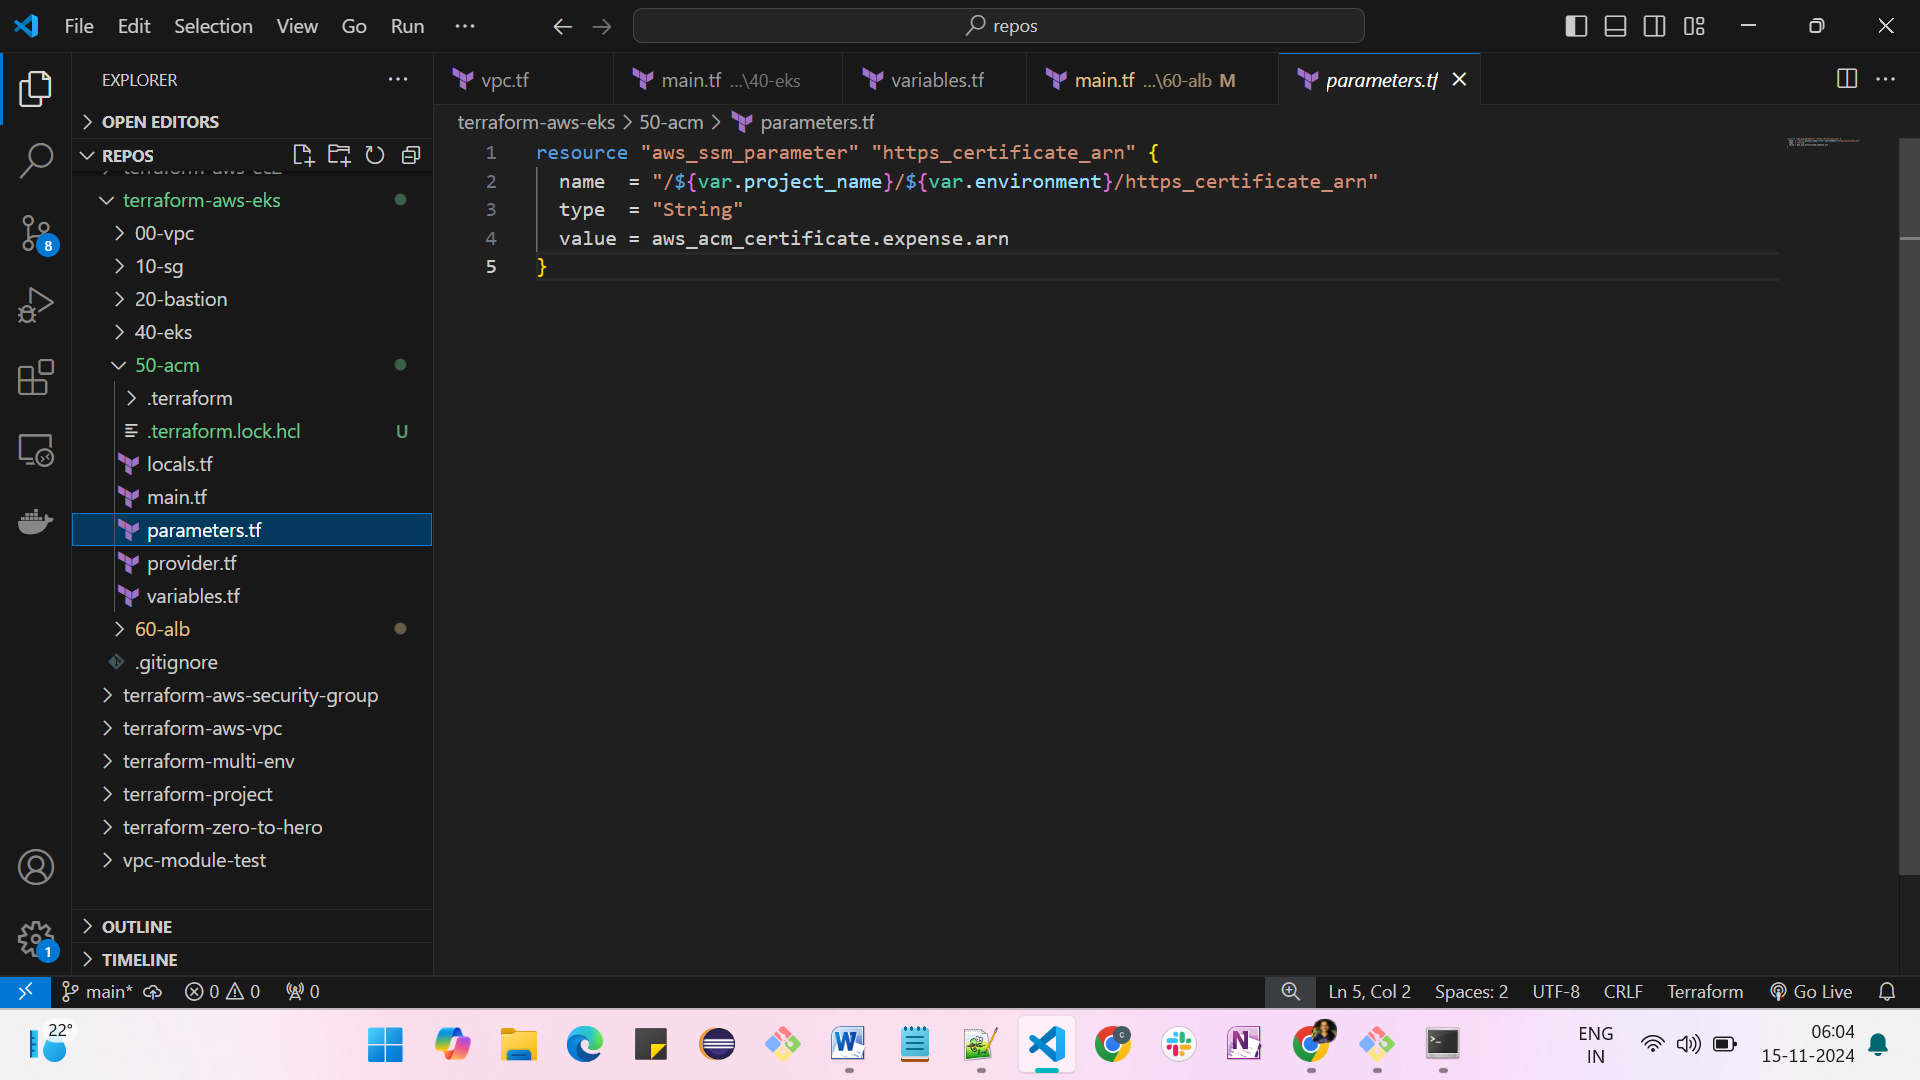 File Edit Selection View Go Run ···
repos
EXPLORER
OPEN EDITORS
REPOS
terraform-aws-ec2
terraform-aws-eks
00-vpc
10-sg
20-bastion
40-eks
50-acm
.terraform
.terraform.lock.hcl U
locals.tf
main.tf
parameters.tf
provider.tf
variables.tf
60-alb
.gitignore
terraform-aws-security-group
terraform-aws-vpc
terraform-multi-env
terraform-project
terraform-zero-to-hero
vpc-module-test
OUTLINE
TIMELINE
8
1
vpc.tf
main.tf ...\40-eks
variables.tf
main.tf ...\60-alb M
parameters.tf
terraform-aws-eks > 50-acm > parameters.tf
1 resource "aws_ssm_parameter" "https_certificate_arn" {
2 name = "/${var.project_name}/${var.environment}/https_certificate_arn"
3 type = "String"
4 value = aws_acm_certificate.expense.arn
5 }
main* 0 0 0
Ln 5, Col 2 Spaces: 2 UTF-8 CRLF Terraform Go Live
22°
ENG
IN
06:04
15-11-2024